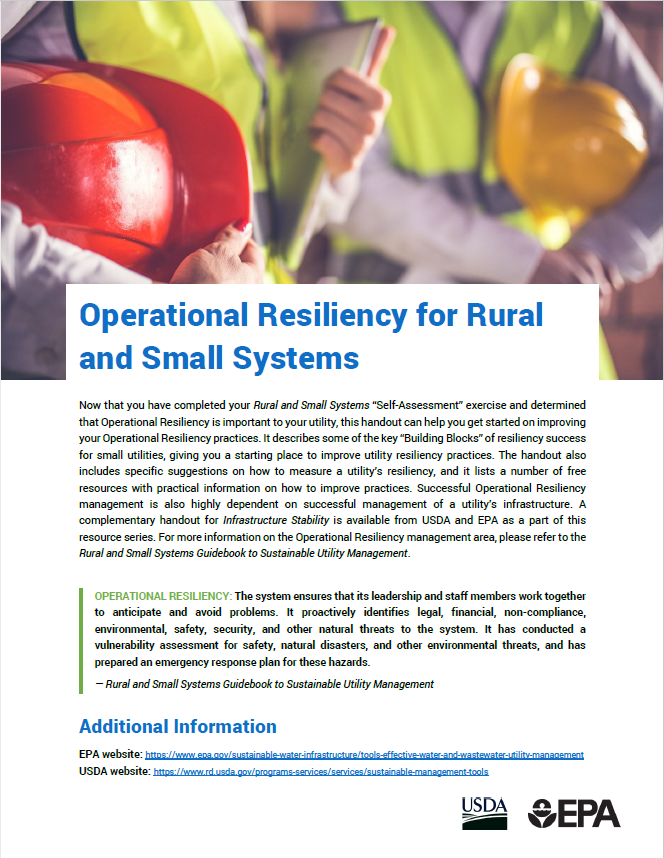 Operational Resiliency for Rural
and Small Systems
Now that you have completed your Rural and Small Systems “Self-Assessment” exercise and determined
that Operational Resiliency is important to your utility, this handout can help you get started on improving
your Operational Resiliency practices. It describes some of the key “Building Blocks” of resiliency success
for small utilities, giving you a starting place to improve utility resiliency practices. The handout also
includes specific suggestions on how to measure a utility’s resiliency, and it lists a number of free
resources with practical information on how to improve practices. Successful Operational Resiliency
management is also highly dependent on successful management of a utility’s infrastructure. A
complementary handout for Infrastructure Stability is available from USDA and EPA as a part of this
resource series. For more information on the Operational Resiliency management area, please refer to the
Rural and Small Systems Guidebook to Sustainable Utility Management.
OPERATIONAL RESILIENCY: The system ensures that its leadership and staff members work together
to anticipate and avoid problems. It proactively identifies legal, financial, non-compliance,
environmental, safety, security, and other natural threats to the system. It has conducted a
vulnerability assessment for safety, natural disasters, and other environmental threats, and has
prepared an emergency response plan for these hazards.
— Rural and Small Systems Guidebook to Sustainable Utility Management
Additional Information
EPA website: https://www.epa.gov/sustainable-water-infrastructure/tools-effective-water-and-wastewater-utility-management
USDA website: https://www.rd.usda.gov/programs-services/services/sustainable-management-tools
USDA EPA